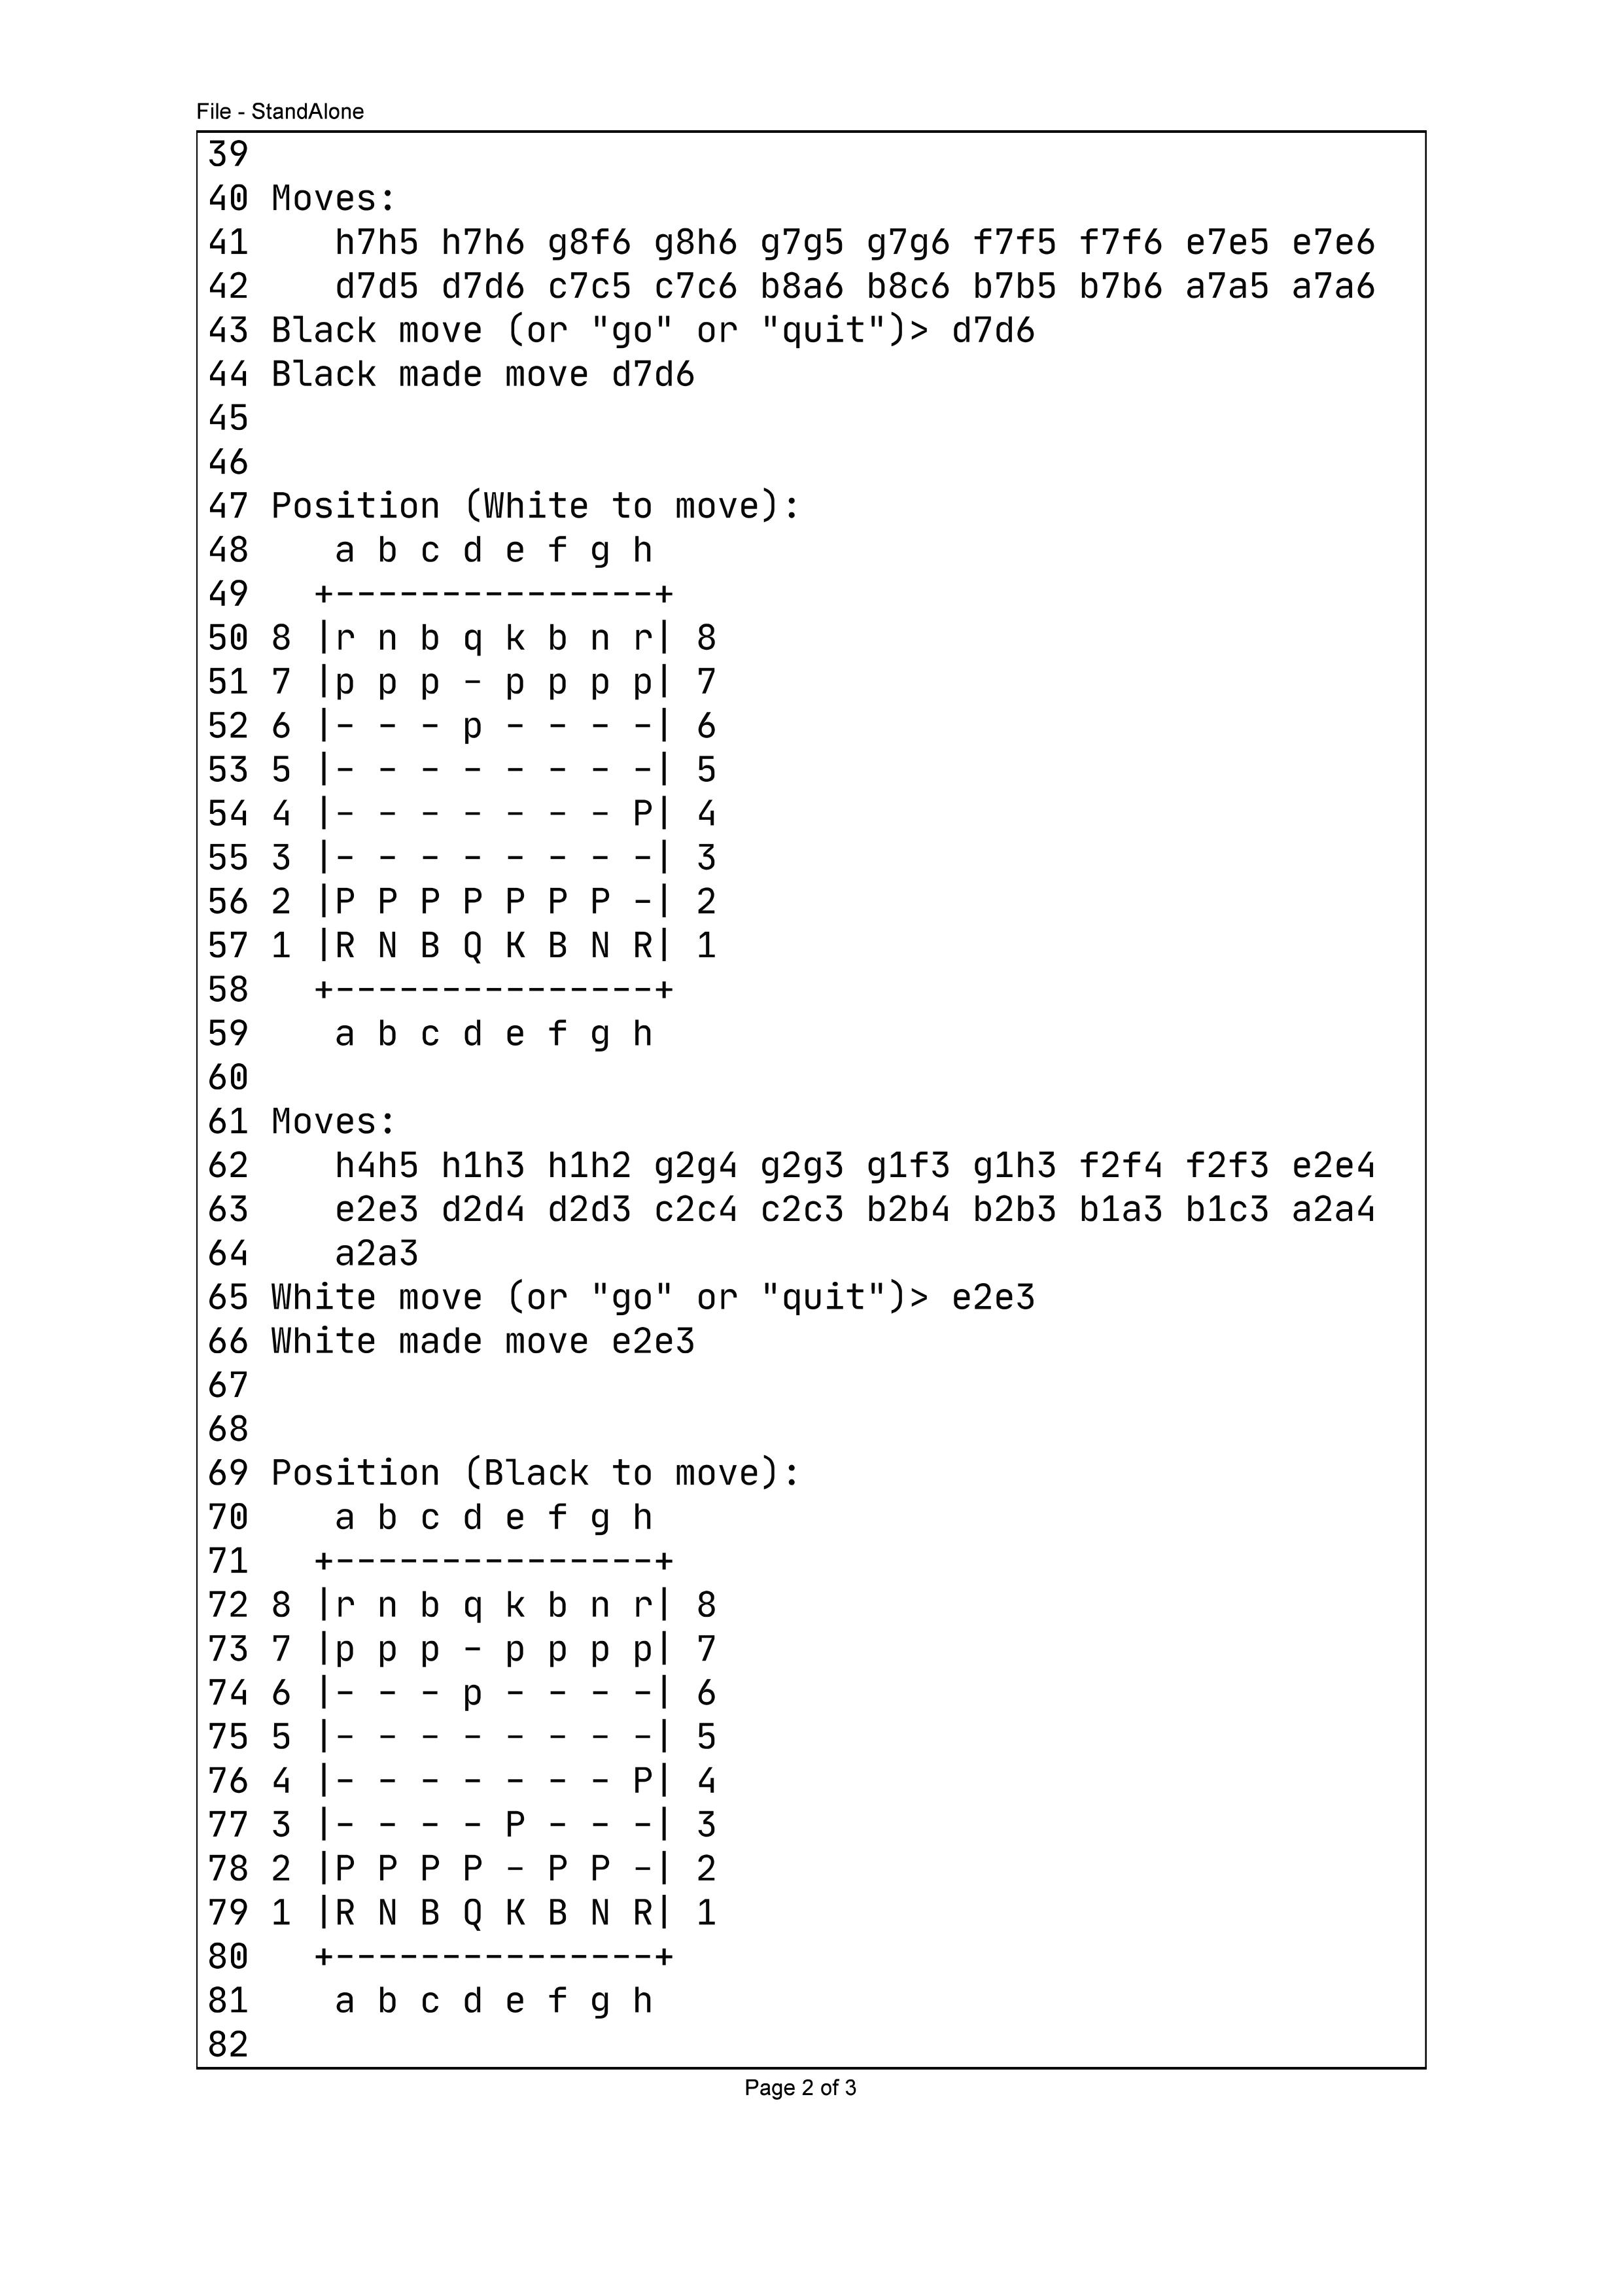 File - StandAlone
39
40 Moves:
41    h7h5 h7h6 g8f6 g8h6 g7g5 g7g6 f7f5 f7f6 e7e5 e7e6
42    d7d5 d7d6 c7c5 c7c6 b8a6 b8c6 b7b5 b7b6 a7a5 a7a6
43 Black move (or "go" or "quit")> d7d6
44 Black made move d7d6
45
46
47 Position (White to move):
48    a b c d e f g h
49   +---------------+
50 8 |r n b q k b n r| 8
51 7 |p p p - p p p p| 7
52 6 |- - - p - - - -| 6
53 5 |- - - - - - - -| 5
54 4 |- - - - - - - P| 4
55 3 |- - - - - - - -| 3
56 2 |P P P P P P P -| 2
57 1 |R N B Q K B N R| 1
58   +---------------+
59    a b c d e f g h
60
61 Moves:
62    h4h5 h1h3 h1h2 g2g4 g2g3 g1f3 g1h3 f2f4 f2f3 e2e4
63    e2e3 d2d4 d2d3 c2c4 c2c3 b2b4 b2b3 b1a3 b1c3 a2a4
64    a2a3
65 White move (or "go" or "quit")> e2e3
66 White made move e2e3
67
68
69 Position (Black to move):
70    a b c d e f g h
71   +---------------+
72 8 |r n b q k b n r| 8
73 7 |p p p - p p p p| 7
74 6 |- - - p - - - -| 6
75 5 |- - - - - - - -| 5
76 4 |- - - - - - - P| 4
77 3 |- - - - P - - -| 3
78 2 |P P P P - P P -| 2
79 1 |R N B Q K B N R| 1
80   +---------------+
81    a b c d e f g h
82
Page 2 of 3